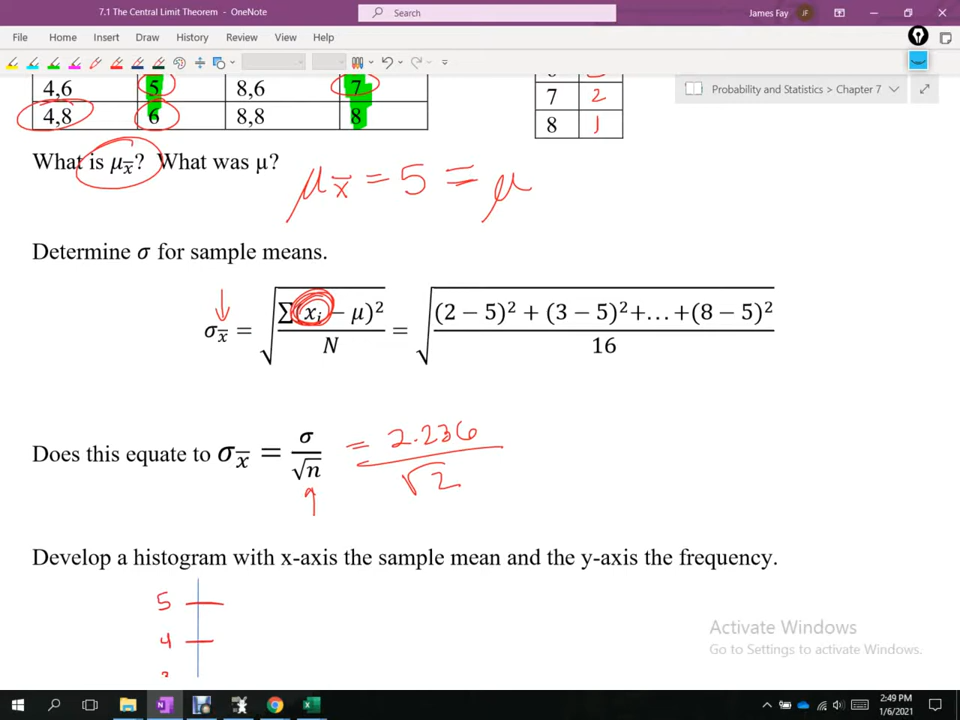 7.1 The Central Limit Theorem - OneNote
Search
James Fay
JF
File Home Insert Draw History Review View Help
Probability and Statistics > Chapter 7
4,6 5 8,6 7
4,8 6 8,8 8
7 2
8 1
What is μx̅? What was μ?
μx̅ = 5 = μ
Determine σ for sample means.
σx̅ = √(∑(xi − μ)² / N) = √((2 − 5)² + (3 − 5)²+…+(8 − 5)² / 16)
Does this equate to σx̅ = σ/√n = 2.236/√2
Develop a histogram with x-axis the sample mean and the y-axis the frequency.
5
4
Activate Windows
Go to Settings to activate Windows.
2:49 PM
1/6/2021